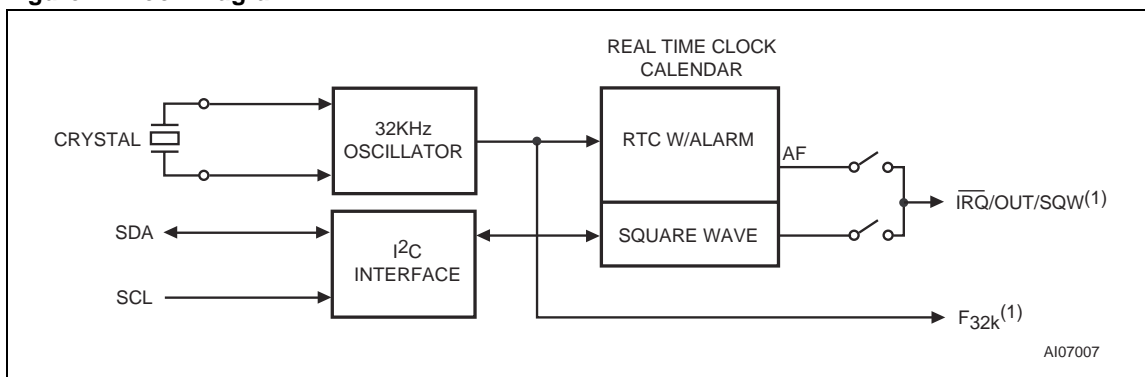 REAL TIME CLOCK
CALENDAR
CRYSTAL
32KHz
OSCILLATOR
RTC W/ALARM
AF
IRQ/OUT/SQW(1)
SDA
I2C
INTERFACE
SQUARE WAVE
SCL
F32k(1)
AI07007